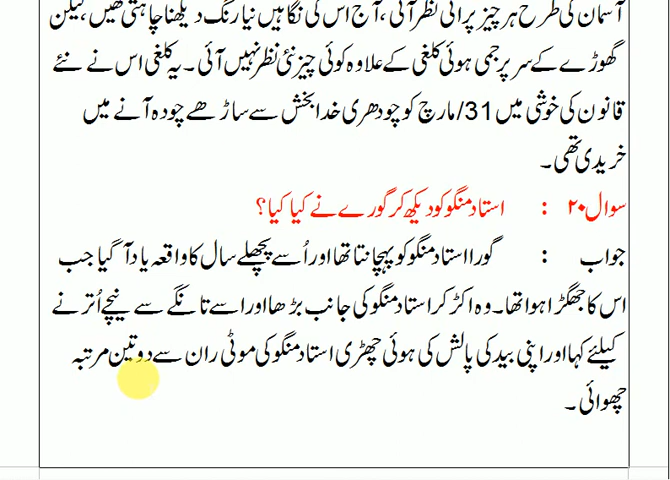 آسمان کی طرح ہر چیز پرانی نظر آئی، آج اس کی نگاہیں نیا رنگ دیکھنا چاہتی تھیں، لیکن
گھوڑے کے سر پر جمی ہوئی کلغی کے علاوہ کوئی چیز نئی نظر نہیں آئی۔ یہ کلغی اس نے نئے
قانون کی خوشی میں 31/مارچ کو چودھری خدا بخش سے ساڑھے چودہ آنے میں
خریدی تھی۔
سوال ۲۰ : استاد منگو کو دیکھ کر گورے نے کیا کیا؟
جواب : گورا استاد منگو کو پہچانتا تھا اور اُسے پچھلے سال کا واقعہ یاد آ گیا جب
اس کا جھگڑا ہوا تھا۔ وہ اکڑ کر استاد منگو کی جانب بڑھا اور اسے تانگے سے نیچے اُترنے
کیلئے کہا اور اپنی بید کی پالش کی ہوئی چھڑی استاد منگو کی موٹی ران سے دو تین مرتبہ
چھوائی۔